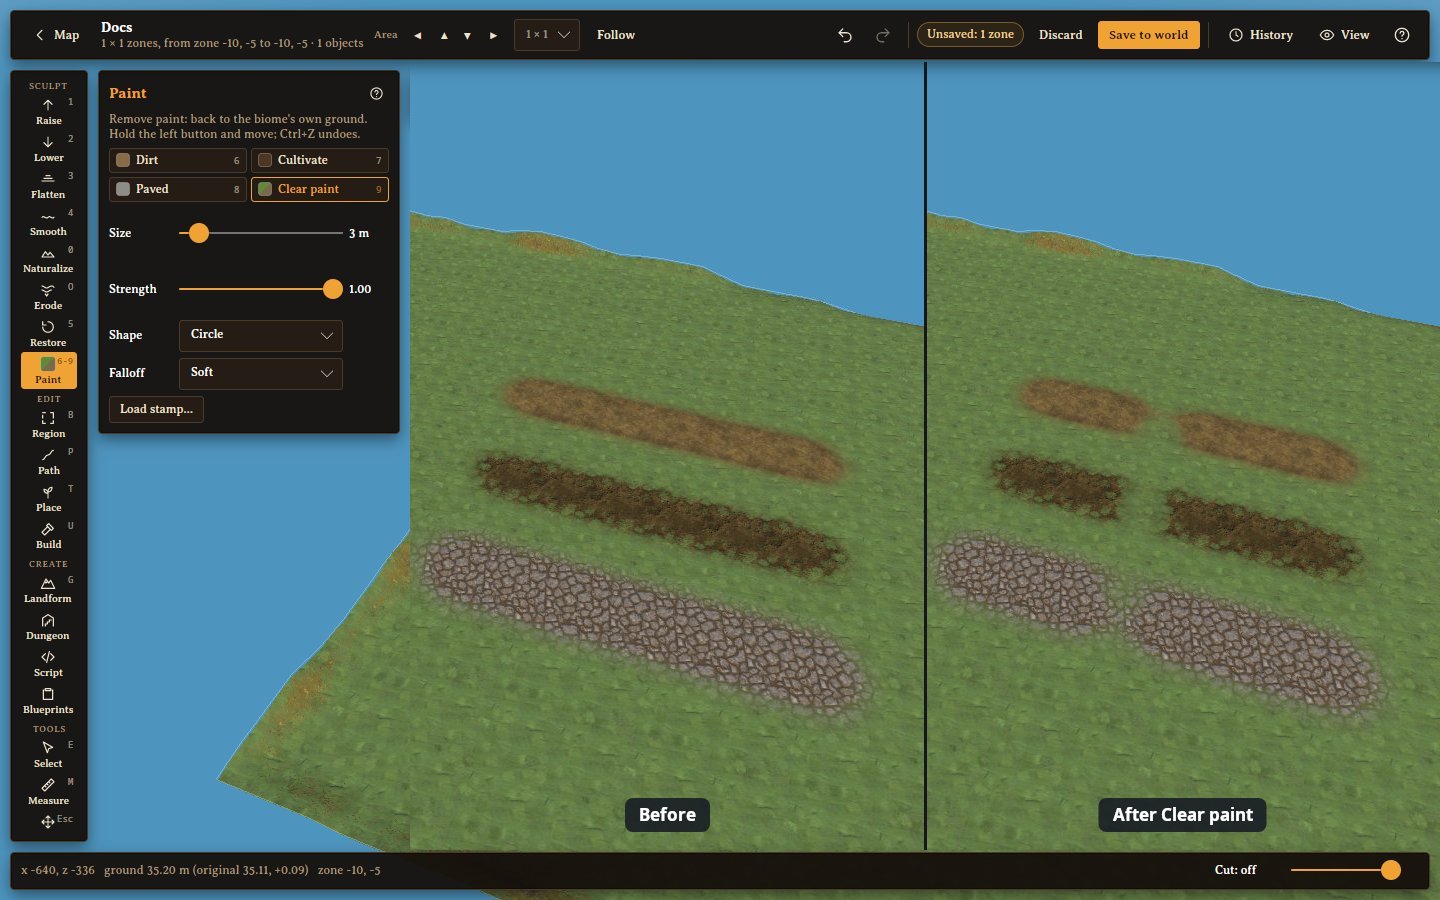 Map
Docs
1 × 1 zones, from zone -10, -5 to -10, -5 · 1 objects
Area
1 × 1
Follow
Unsaved: 1 zone
Discard
Save to world
History
View
SCULPT
Raise 1
Lower 2
Flatten 3
Smooth 4
Naturalize 0
Erode O
Restore 5
Paint 6-9
EDIT
Region B
Path P
Place T
Build U
CREATE
Landform G
Dungeon
Script
Blueprints
TOOLS
Select E
Measure M
Esc
Paint
Remove paint: back to the biome's own ground.
Hold the left button and move; Ctrl+Z undoes.
Dirt 6
Cultivate 7
Paved 8
Clear paint 9
Size 3 m
Strength 1.00
Shape Circle
Falloff Soft
Load stamp...
Before
After Clear paint
x -640, z -336 ground 35.20 m (original 35.11, +0.09) zone -10, -5
Cut: off